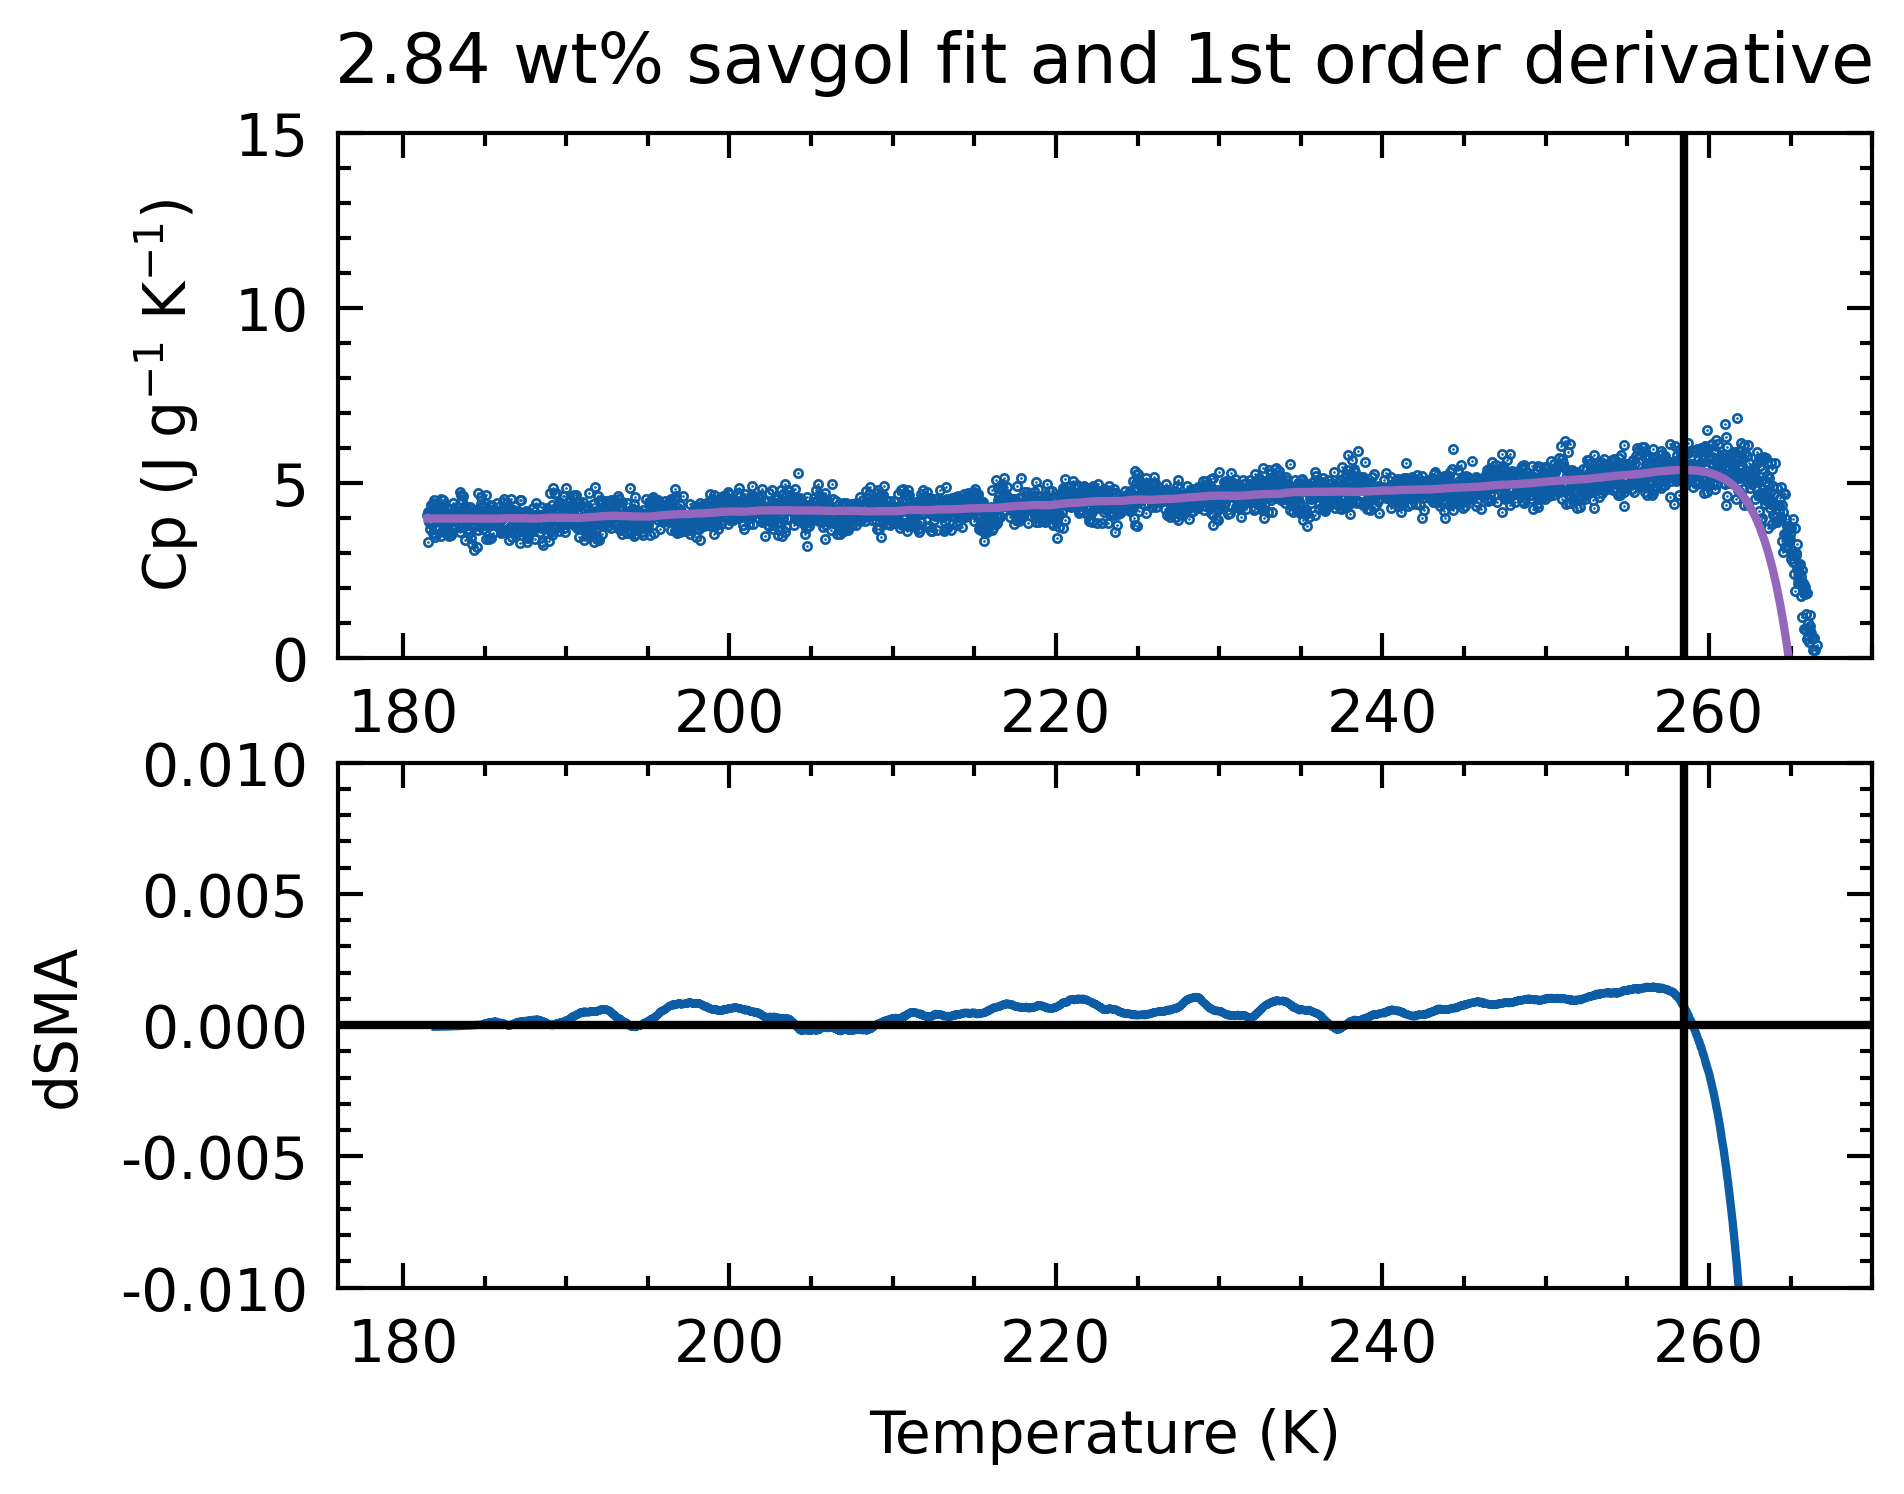 2.84 wt% savgol fit and 1st order derivative
15
10
5
0
Cp (J g⁻¹ K⁻¹)
180 200 220 240 260
0.010
0.005
0.000
-0.005
-0.010
dSMA
180 200 220 240 260
Temperature (K)